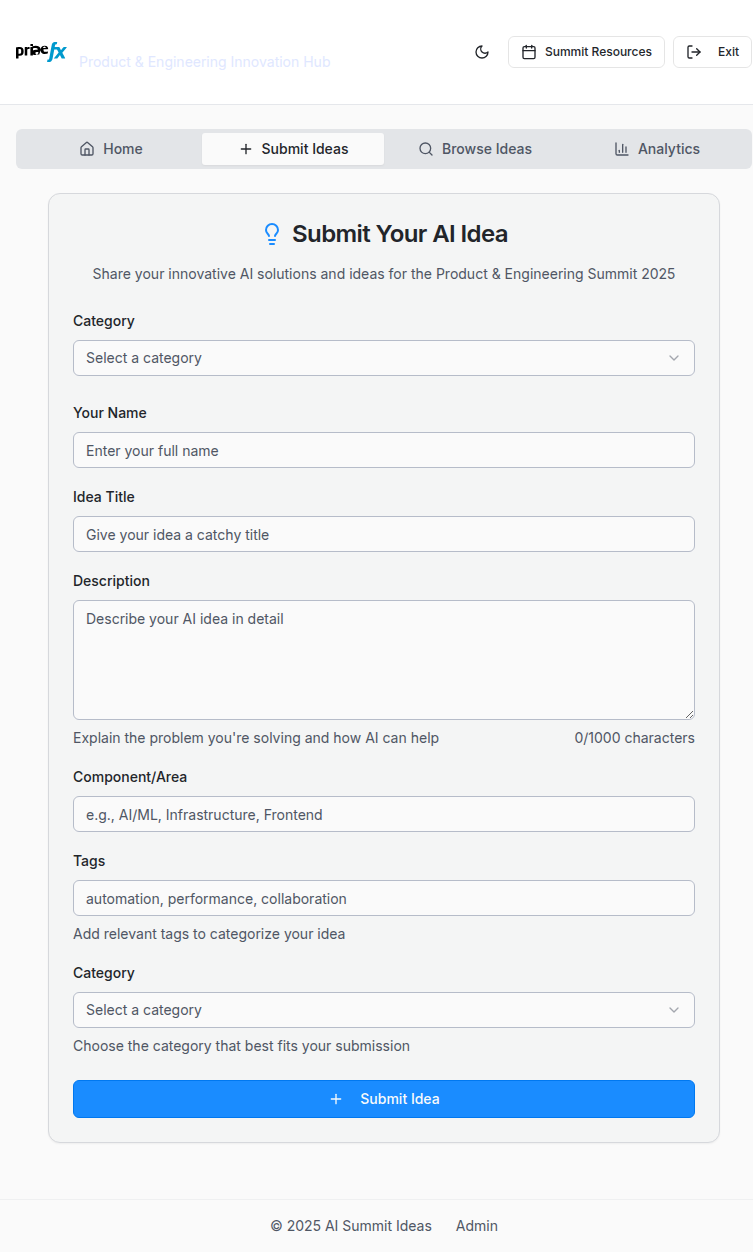 fx
Product & Engineering Innovation Hub
Submit Resources
Exit
Home
Submit Ideas
Browse Ideas
Analytics
Submit Your AI Idea
Share your innovative AI solutions and ideas for the Product & Engineering Summit 2025
Category
Select a category
Your Name
Enter your full name
Idea Title
Give your idea a catchy title
Description
Describe your AI idea in detail
Explain the problem you're solving and how AI can help
0/1000 characters
Component/Area
e.g., AI/ML, Infrastructure, Frontend
Tags
automation, performance, collaboration
Add relevant tags to categorize your idea
Category
Select a category
Choose the category that best fits your submission
Submit Idea
© 2025 AI Summit Ideas
Admin